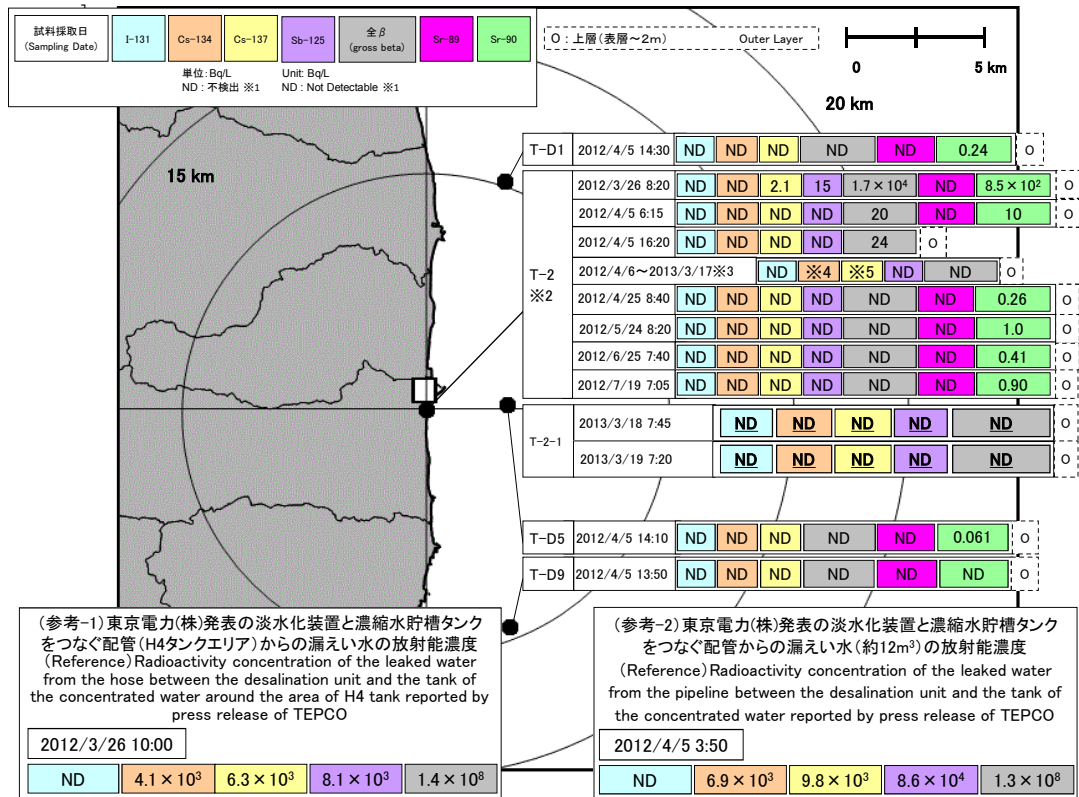 試料採取日
(Sampling Date)
I-131
Cs-134
Cs-137
Sb-125
全β
(gross beta)
Sr-89
Sr-90
単位:Bq/L Unit: Bq/L
ND : 不検出 ※1 ND : Not Detectable ※1
O : 上層(表層~2m) Outer Layer
0 5 km
20 km
15 km
T-D1 2012/4/5 14:30 ND ND ND ND ND 0.24 O
T-2
※2
2012/3/26 8:20 ND ND 2.1 15 1.7×10⁴ ND 8.5×10² O
2012/4/5 6:15 ND ND ND ND 20 ND 10 O
2012/4/5 16:20 ND ND ND ND 24 O
2012/4/6~2013/3/17※3 ND ※4 ※5 ND ND O
2012/4/25 8:40 ND ND ND ND ND ND 0.26 O
2012/5/24 8:20 ND ND ND ND ND ND 1.0 O
2012/6/25 7:40 ND ND ND ND ND ND 0.41 O
2012/7/19 7:05 ND ND ND ND ND ND 0.90 O
T-2-1
2013/3/18 7:45 ND ND ND ND ND O
2013/3/19 7:20 ND ND ND ND ND O
T-D5 2012/4/5 14:10 ND ND ND ND ND 0.061 O
T-D9 2012/4/5 13:50 ND ND ND ND ND ND O
(参考-1)東京電力(株)発表の淡水化装置と濃縮水貯槽タンク
をつなぐ配管(H4タンクエリア)からの漏えい水の放射能濃度
(Reference)Radioactivity concentration of the leaked water
from the hose between the desalination unit and the tank of
the concentrated water around the area of H4 tank reported by
press release of TEPCO
2012/3/26 10:00
ND 4.1×10³ 6.3×10³ 8.1×10³ 1.4×10⁸
(参考-2)東京電力(株)発表の淡水化装置と濃縮水貯槽タンク
をつなぐ配管からの漏えい水(約12m³)の放射能濃度
(Reference)Radioactivity concentration of the leaked water
from the pipeline between the desalination unit and the tank of
the concentrated water reported by press release of TEPCO
2012/4/5 3:50
ND 6.9×10³ 9.8×10³ 8.6×10⁴ 1.3×10⁸